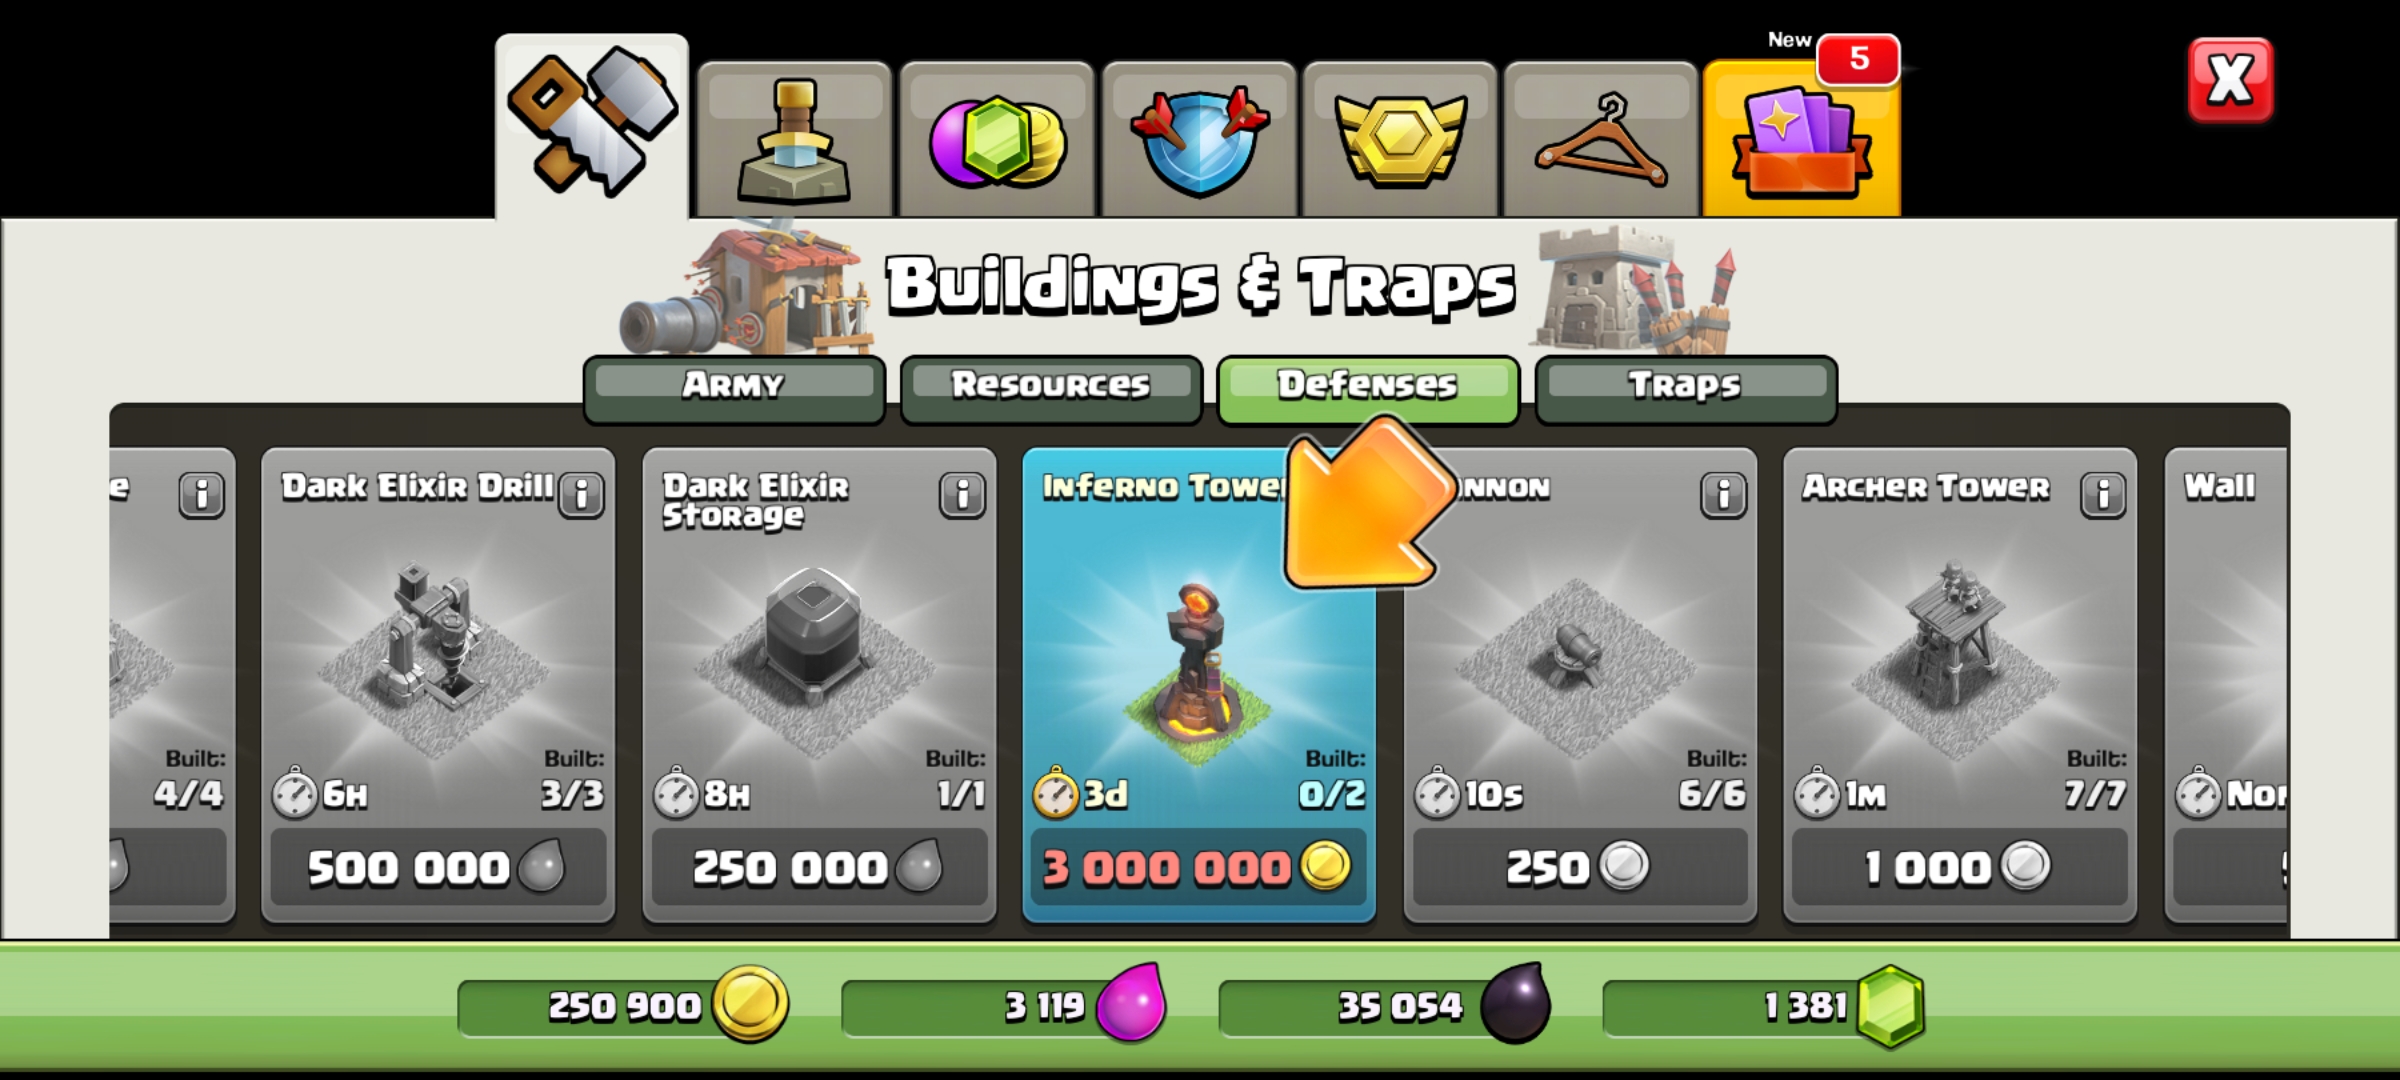 New
5
X
Buildings & Traps
Army
Resources
Defenses
Traps
e
i
Built:
4/4
Dark Elixir Drill
i
6H
Built:
3/3
500 000
Dark Elixir
Storage
i
8H
Built:
1/1
250 000
Inferno Tower
3d
Built:
0/2
3 000 000
nnon
i
10s
Built:
6/6
250
Archer Tower
i
1M
Built:
7/7
1 000
Wall
250 900
3 119
35 054
1 381